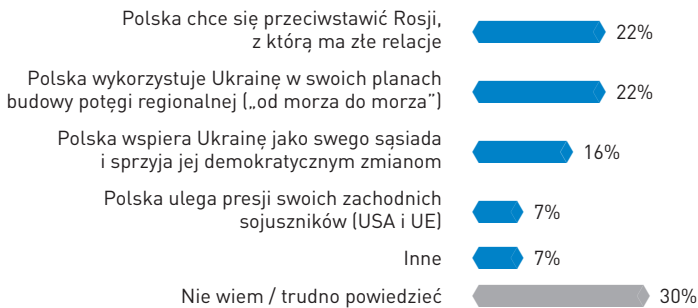 Polska chce się przeciwstawić Rosji,
z którą ma złe relacje
22%
Polska wykorzystuje Ukrainę w swoich planach
budowy potęgi regionalnej („od morza do morza”)
22%
Polska wspiera Ukrainę jako swego sąsiada
i sprzyja jej demokratycznym zmianom
16%
Polska ulega presji swoich zachodnich
sojuszników (USA i UE)
7%
Inne
7%
Nie wiem / trudno powiedzieć
30%